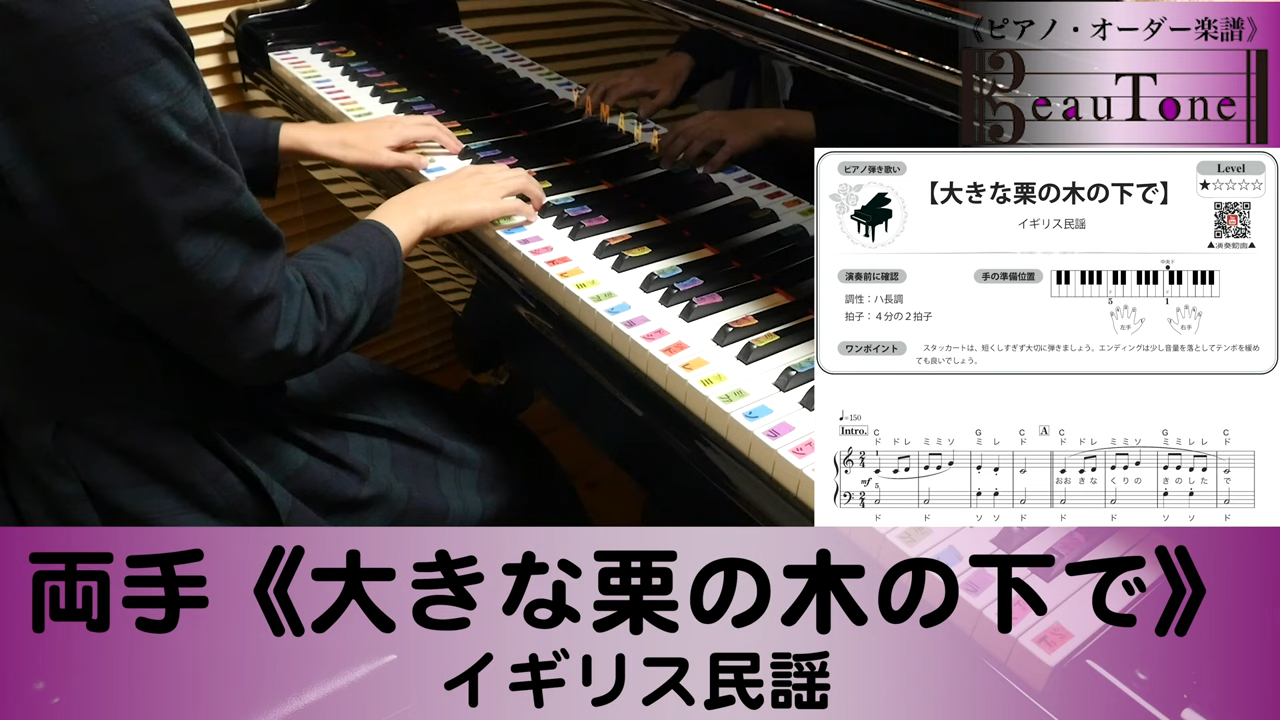 《ピアノ・オーダー楽譜》
BeauTone
YAMAHA
ピアノ弾き歌い
【大きな栗の木の下で】
イギリス民謡
Level
★☆☆☆☆
▲演奏動画▲
演奏前に確認
調性：ハ長調
拍子：４分の２拍子
手の準備位置
中央ド
5 1
左手 右手
ワンポイント
スタッカートは、短くしすぎず大切に弾きましょう。エンディングは少し音量を落としてテンポを緩め
ても良いでしょう。
♩=150
Intro. C G C A C G C
ド ドレ ミミソ ミ レ ド ド ドレ ミミソ ミミレレ ド
mf
おお きな くりの きのした で
ド ド ソ ソ ド ド ド ソ ソ ド
両手《大きな栗の木の下で》
イギリス民謡